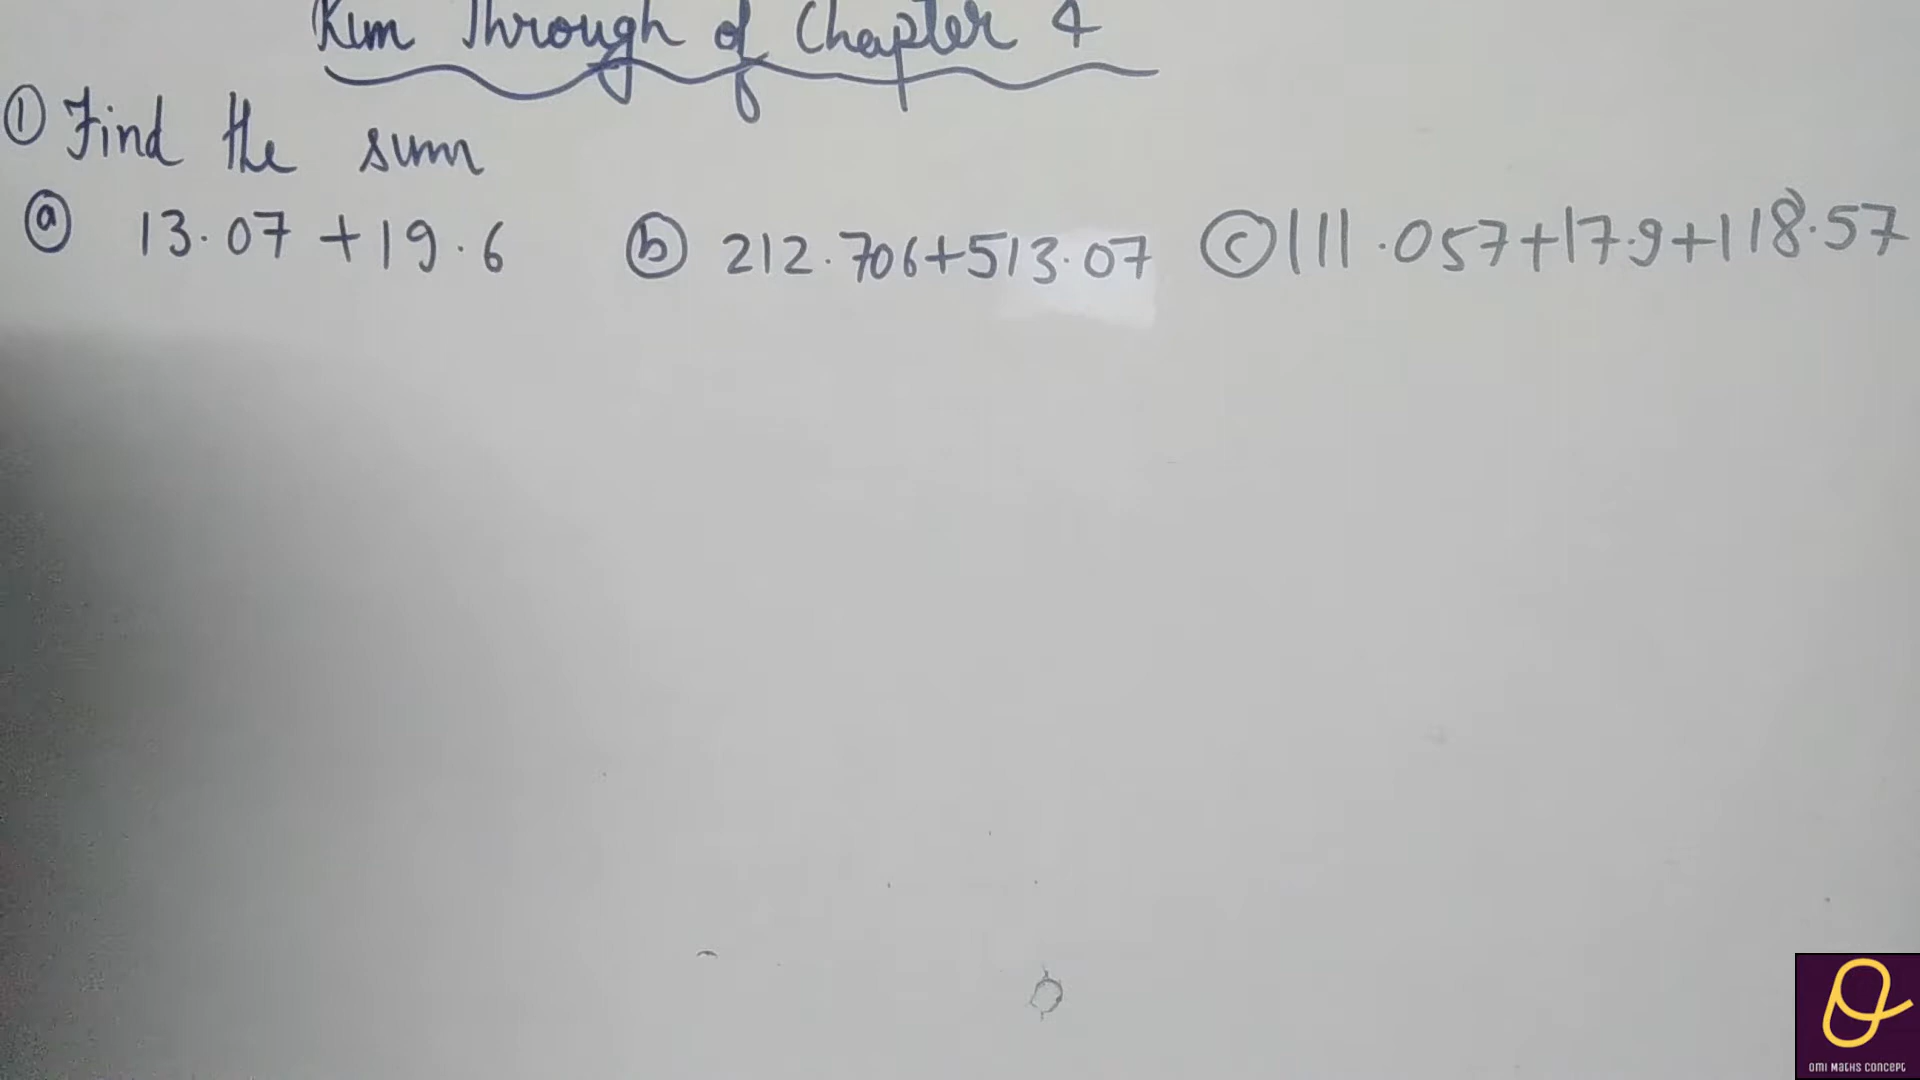 Run Through of Chapter 4
① Find the sum
ⓐ 13.07 + 19.6 ⓑ 212.706+513.07 ⓒ 111.057+17.9+118.57
OMI MATHS CONCEPT